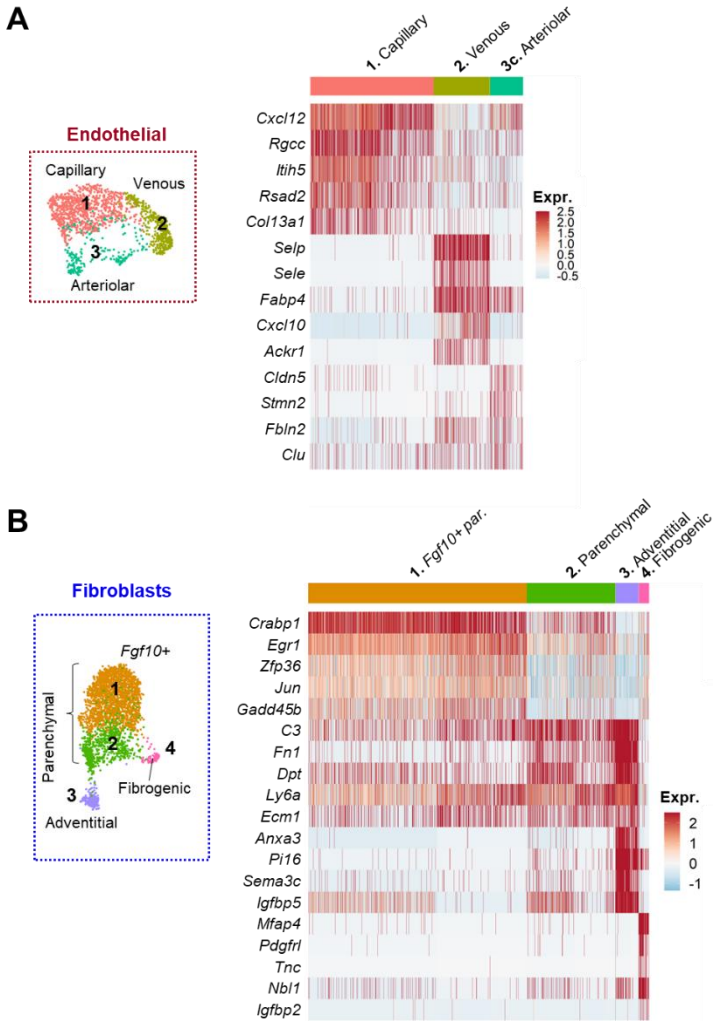 A
1. Capillary
2. Venous
3c. Arteriolar
Endothelial
Capillary
Venous
1
2
3
Arteriolar
Cxcl12
Rgcc
Itih5
Rsad2
Col13a1
Selp
Sele
Fabp4
Cxcl10
Ackr1
Cldn5
Stmn2
Fbln2
Clu
Expr.
2.5
2.0
1.5
1.0
0.5
0.0
-0.5
B
1. Fgf10+ par.
2. Parenchymal
3. Adventitial
4. Fibrogenic
Fibroblasts
Fgf10+
Parenchymal
1
2
4
Fibrogenic
3
Adventitial
Crabp1
Egr1
Zfp36
Jun
Gadd45b
C3
Fn1
Dpt
Ly6a
Ecm1
Anxa3
Pi16
Sema3c
Igfbp5
Mfap4
Pdgfrl
Tnc
Nbl1
Igfbp2
Expr.
2
1
0
-1